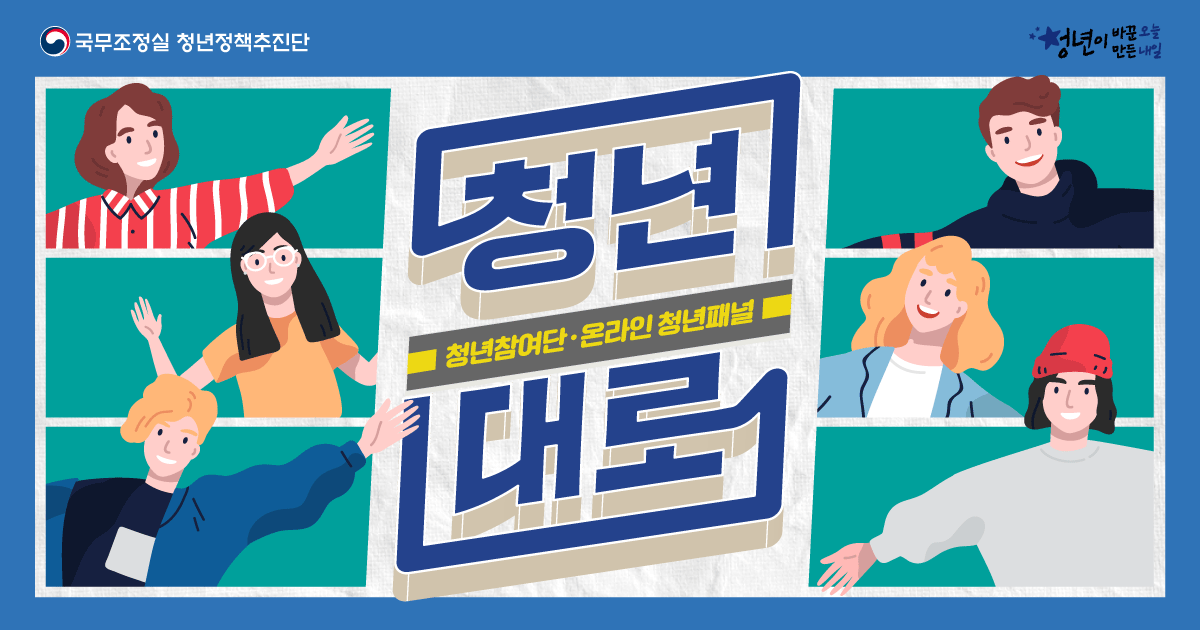 국무조정실 청년정책추진단
청년이 바꾼 오늘
만든 내일
청년
청년참여단·온라인 청년패널
대로